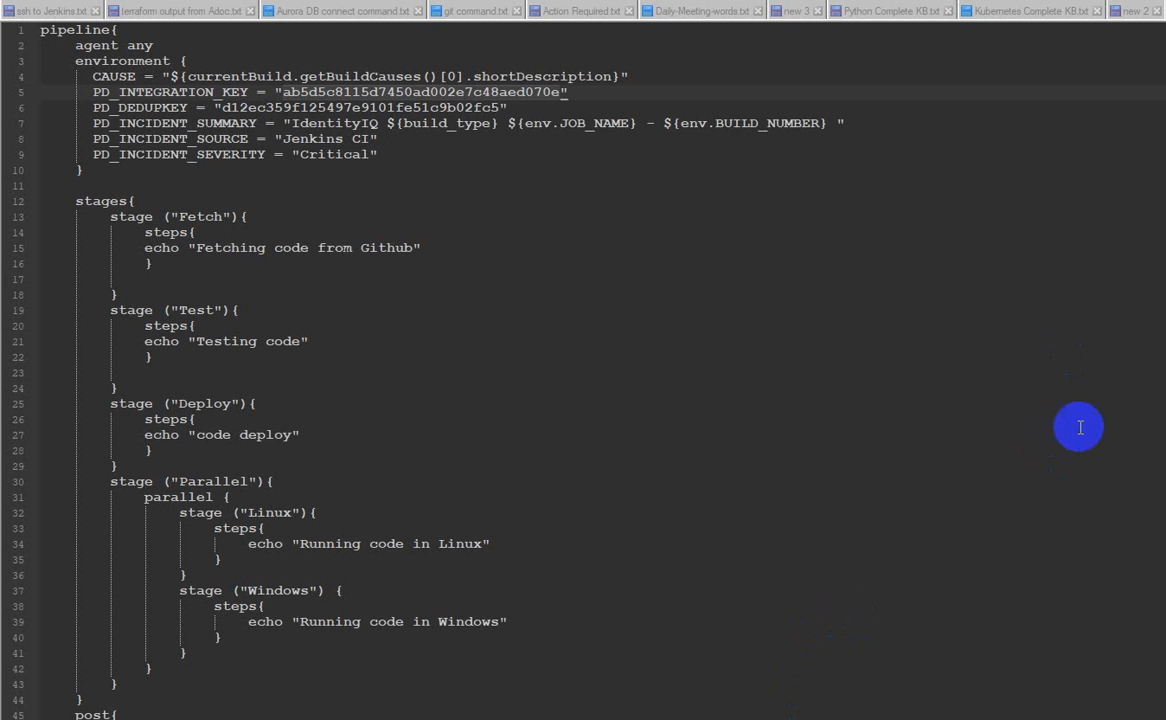 ssh to Jenkins.txt terraform output from Adoc.txt Aurora DB connect command.txt git command.txt Action Required.txt Daily-Meeting-words.txt new 3 Python Complete KB.txt Kubernetes Complete KB.txt new 2
1 pipeline{
2 agent any
3 environment {
4 CAUSE = "${currentBuild.getBuildCauses()[0].shortDescription}"
5 PD_INTEGRATION_KEY = "ab5d5c8115d7450ad002e7c48aed070e"
6 PD_DEDUPKEY = "d12ec359f125497e9101fe51c9b02fc5"
7 PD_INCIDENT_SUMMARY = "IdentityIQ ${build_type} ${env.JOB_NAME} - ${env.BUILD_NUMBER} "
8 PD_INCIDENT_SOURCE = "Jenkins CI"
9 PD_INCIDENT_SEVERITY = "Critical"
10 }
11
12 stages{
13 stage ("Fetch"){
14 steps{
15 echo "Fetching code from Github"
16 }
17
18 }
19 stage ("Test"){
20 steps{
21 echo "Testing code"
22 }
23
24 }
25 stage ("Deploy"){
26 steps{
27 echo "code deploy"
28 }
29 }
30 stage ("Parallel"){
31 parallel {
32 stage ("Linux"){
33 steps{
34 echo "Running code in Linux"
35 }
36 }
37 stage ("Windows") {
38 steps{
39 echo "Running code in Windows"
40 }
41 }
42 }
43 }
44 }
45 post{